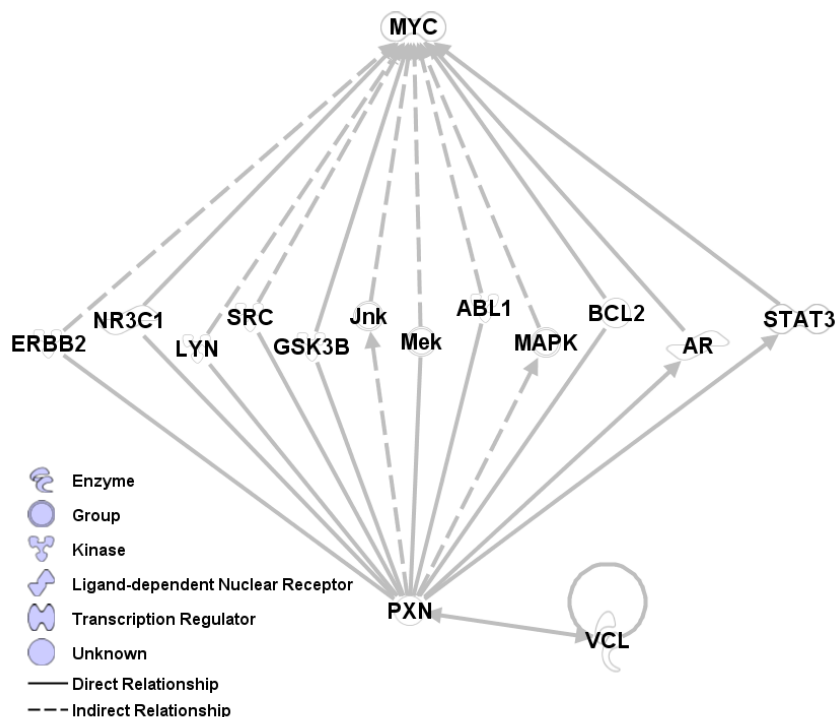 MYC
ERBB2
NR3C1
LYN
SRC
GSK3B
Jnk
Mek
ABL1
MAPK
BCL2
AR
STAT3
PXN
VCL
Enzyme
Group
Kinase
Ligand-dependent Nuclear Receptor
Transcription Regulator
Unknown
Direct Relationship
Indirect Relationship